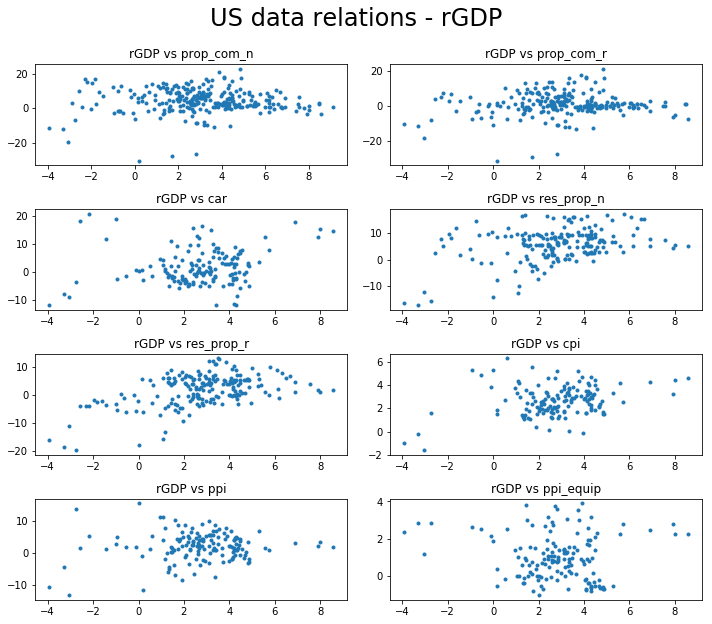 US data relations - rGDP
rGDP vs prop_com_n
20
0
−20
−4 −2 0 2 4 6 8
rGDP vs prop_com_r
20
0
−20
−4 −2 0 2 4 6 8
rGDP vs car
20
10
0
−10
−4 −2 0 2 4 6 8
rGDP vs res_prop_n
10
0
−10
−4 −2 0 2 4 6 8
rGDP vs res_prop_r
10
0
−10
−20
−4 −2 0 2 4 6 8
rGDP vs cpi
6
4
2
0
−2
−4 −2 0 2 4 6 8
rGDP vs ppi
10
0
−10
−4 −2 0 2 4 6 8
rGDP vs ppi_equip
4
2
0
−4 −2 0 2 4 6 8